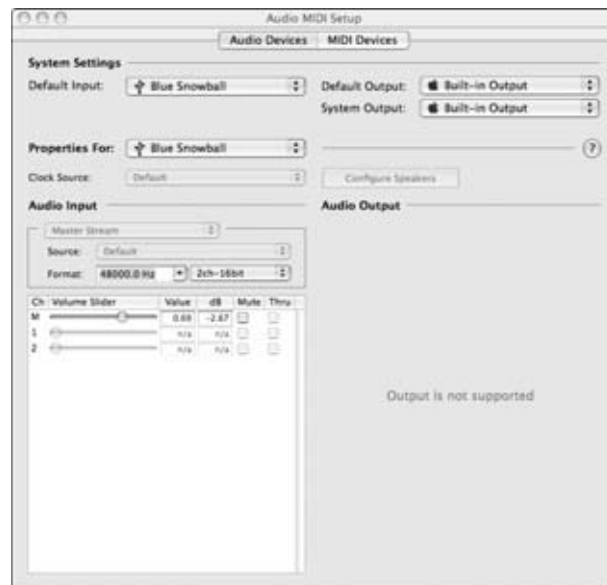 Audio MIDI Setup
Audio Devices MIDI Devices
System Settings
Default Input: Blue Snowball
Default Output: Built-in Output
System Output: Built-in Output
Properties For: Blue Snowball
?
Clock Source: Default
Configure Speakers
Audio Input
Audio Output
Master Stream
Source: Default
Format: 48000.0 Hz 2ch-16bit
Ch Volume Slider Value dB Mute Thru
M 0.69 -2.67
1 n/a n/a
2 n/a n/a
Output is not supported